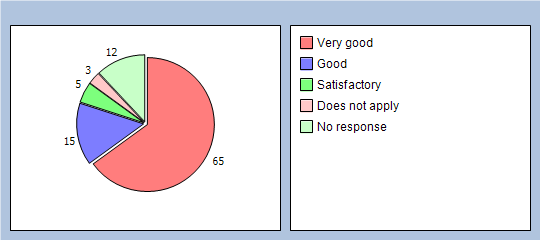 12
3
5
15
65
Very good
Good
Satisfactory
Does not apply
No response